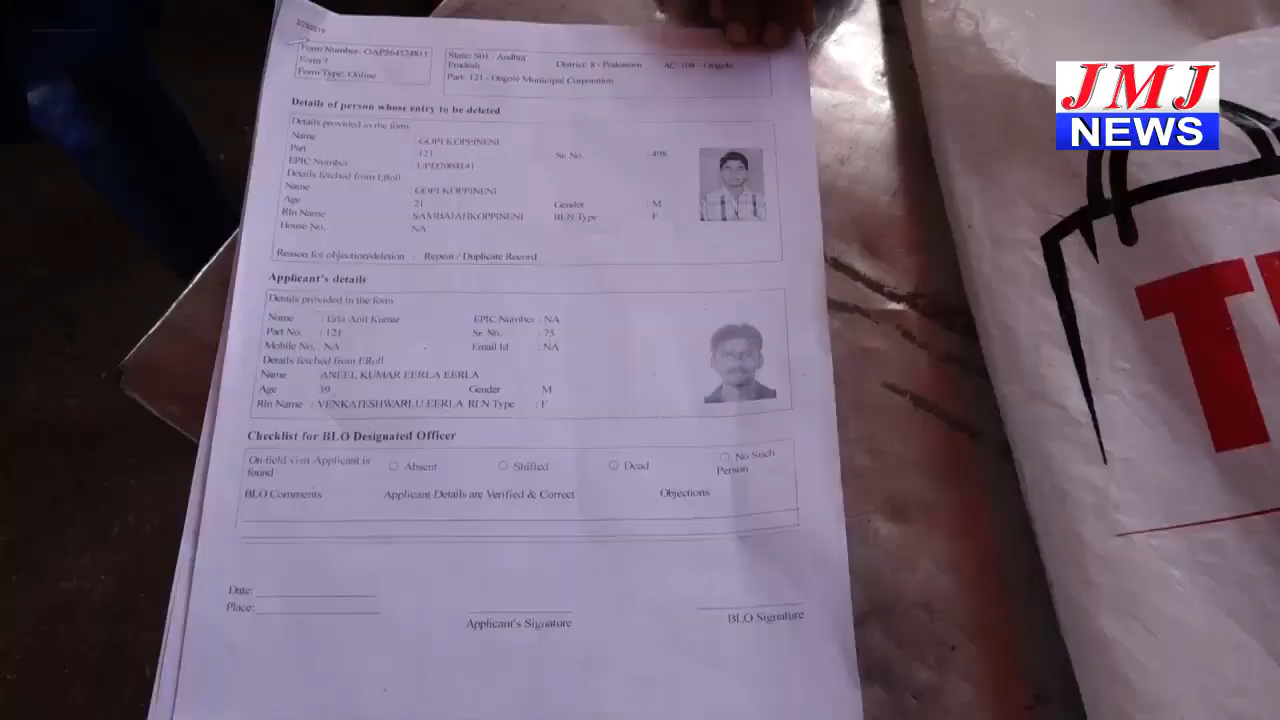 2/25/2019
Form Number: OAP564524811
Form 7
Form Type: Online
State: S01 - Andhra Pradesh District: 8 - Prakasam AC: 108 - Ongole
Part: 121 - Ongole Municipal Corporation
Details of person whose entry to be deleted
Details provided in the form
Name : GOPI KOPPINENI
Part : 121 Sr. No. 498
EPIC Number : UPD2004141
Details fetched from ERoll
Name : GOPI KOPPINENI
Age 21 Gender : M
Rln Name : SAMBAIAHKOPPINENI RLN Type : F
House No. NA
Reason for objection/deletion : Repeat / Duplicate Record
Applicant's details
Details provided in the form
Name : Erla Anil Kumar EPIC Number : NA
Part No. : 121 Sr. No. : 75
Mobile No. : NA Email Id : NA
Details fetched from ERoll
Name ANEEL KUMAR EERLA EERLA
Age 39 Gender M
Rln Name : VENKATESHWARLU EERLA RLN Type : F
Checklist for BLO Designated Officer
On field visit Applicant is found Absent Shifted Dead No Such Person
BLO Comments Applicant Details are Verified & Correct Objections
Date:
Place:
Applicant's Signature BLO Signature
JMJ
NEWS